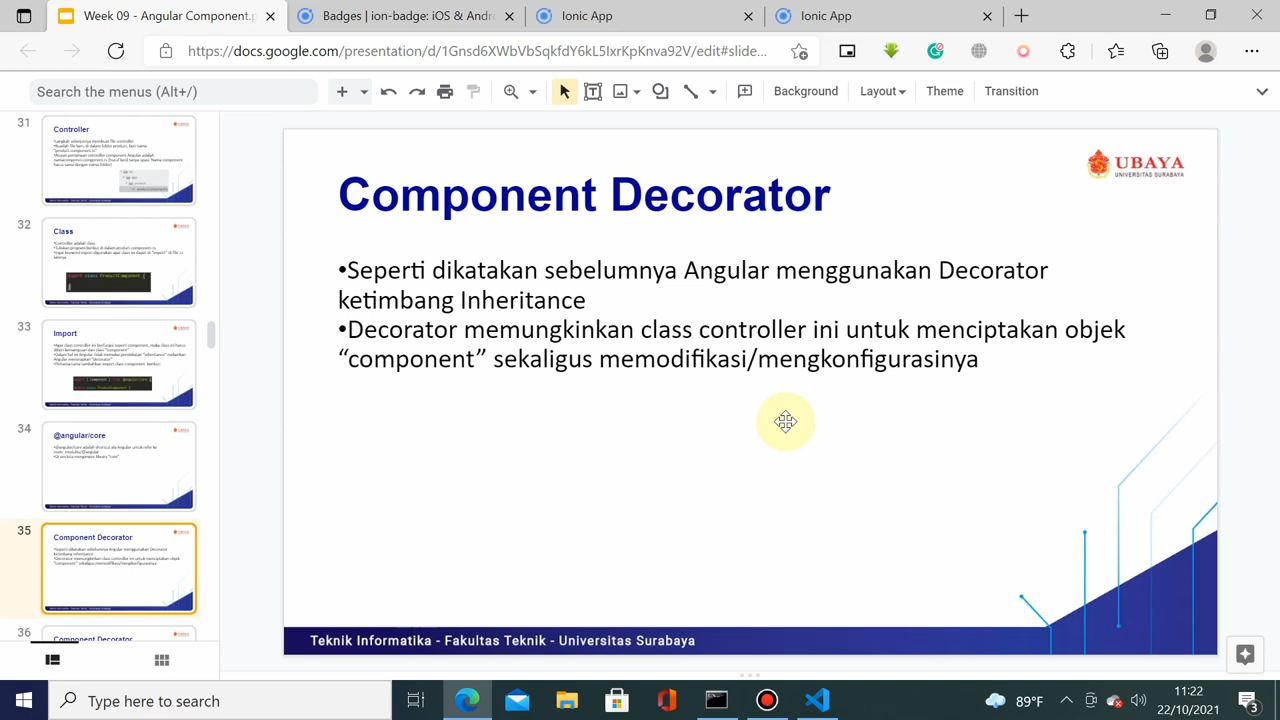 Week 09 - Component.p
Badges | ion-badge: iOS & Andr
Ionic App
Ionic App
https://docs.google.com/presentation/d/1Gnsd6XWbVbSqkfdY6kL5IxrKpKnva92V/edit#slide...
Search the menus (Alt+/)
Background
Layout
Theme
Transition
31
Controller
32
Class
33
Import
34
@angular/core
35
Component Decorator
36
Component Decorator
UBAYA
UNIVERSITAS SURABAYA
Component Decorator
•Seperti dikatakan sebelumnya Angular menggunakan Decorator
ketimbang Inheritance
•Decorator memungkinkan class controller ini untuk menciptakan objek
“component” sekaligus memodifikasi/mengkonfigurasinya
Teknik Informatika - Fakultas Teknik - Universitas Surabaya
Type here to search
89°F
11:22
22/10/2021
3